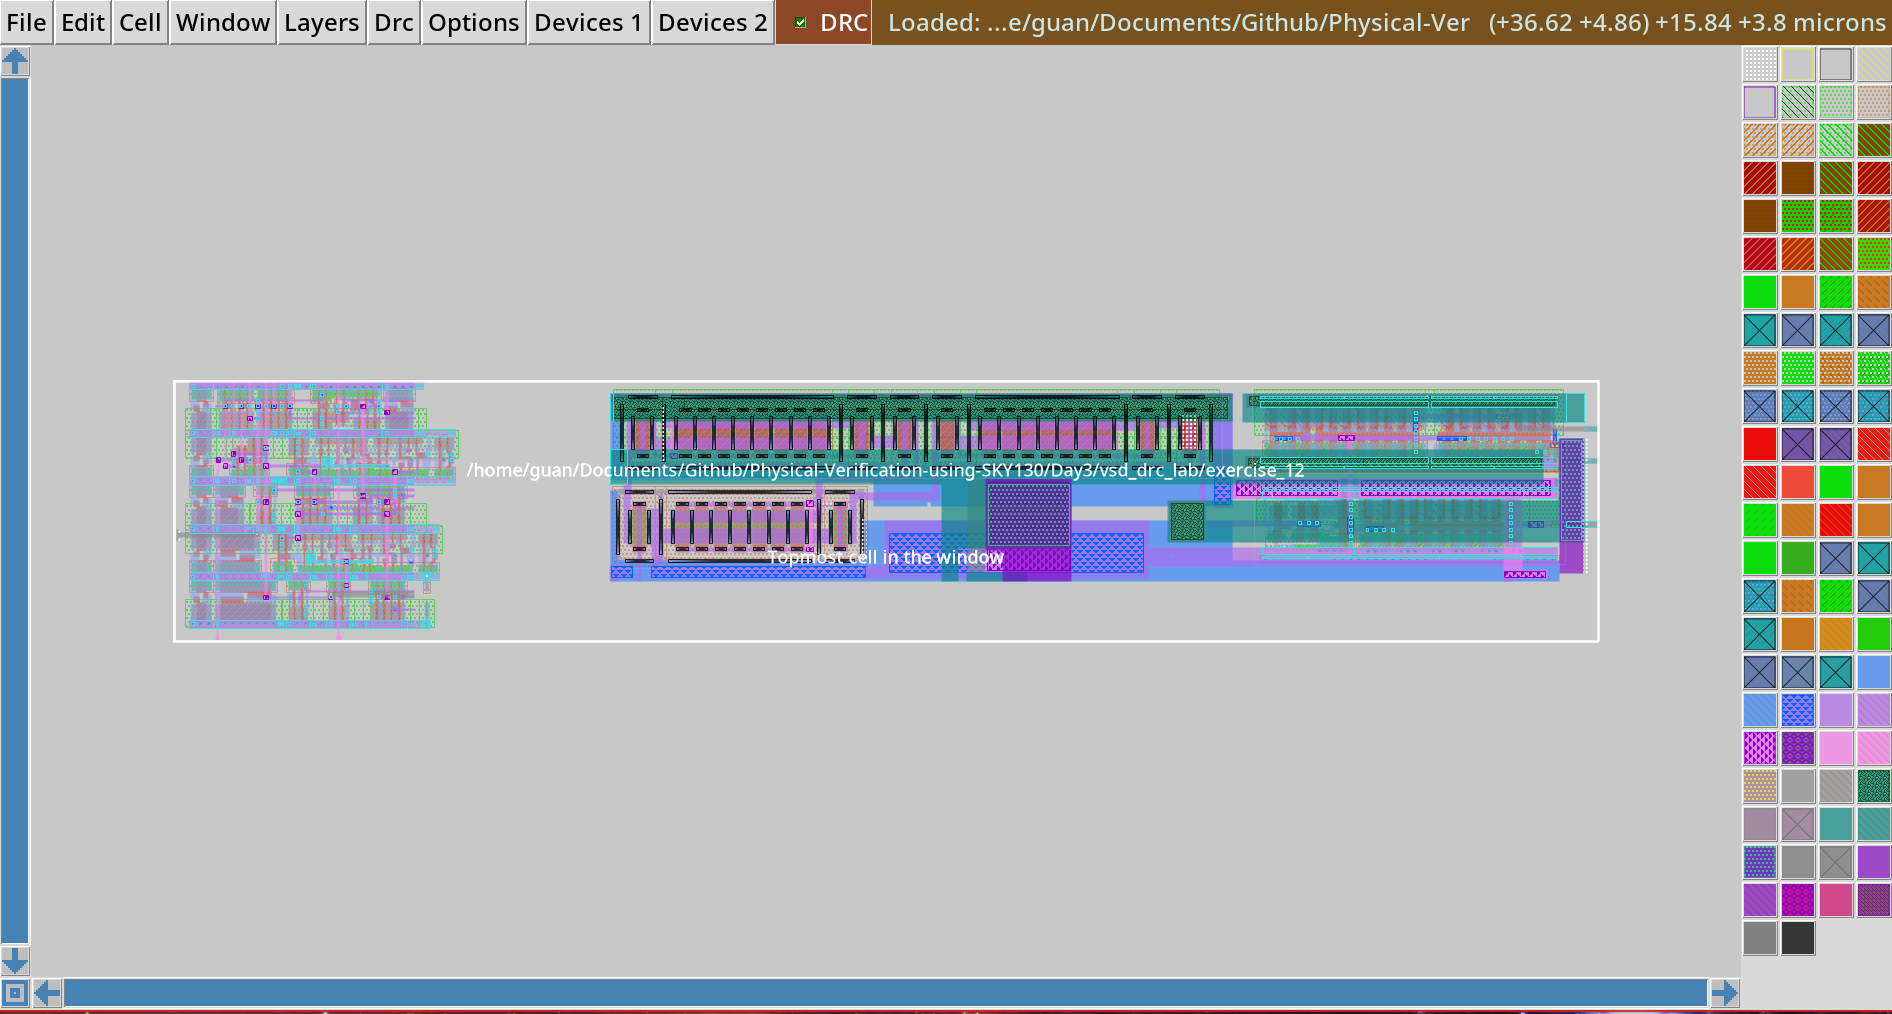 File Edit Cell Window Layers Drc Options Devices 1 Devices 2 DRC Loaded: ...e/guan/Documents/Github/Physical-Ver (+36.62 +4.86) +15.84 +3.8 microns
/home/guan/Documents/Github/Physical-Verification-using-SKY130/Day3/vsd_drc_lab/exercise_12
Topmost cell in the window